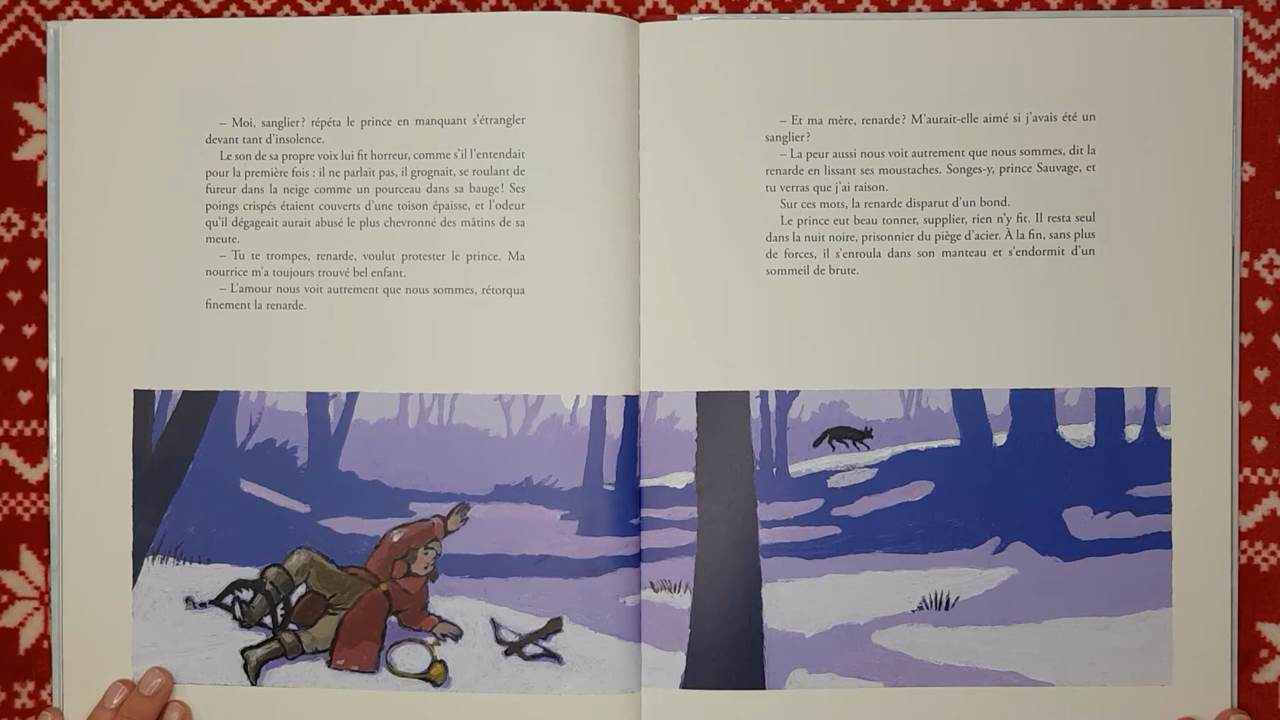 – Moi, sanglier ? répéta le prince en manquant s'étrangler
devant tant d'insolence.
Le son de sa propre voix lui fit horreur, comme s'il l'entendait
pour la première fois : il ne parlait pas, il grognait, se roulant de
fureur dans la neige comme un pourceau dans sa bauge ! Ses
poings crispés étaient couverts d'une toison épaisse, et l'odeur
qu'il dégageait aurait abusé le plus chevronné des mâtins de sa
meute.
– Tu te trompes, renarde, voulut protester le prince. Ma
nourrice m'a toujours trouvé bel enfant.
– L'amour nous voit autrement que nous sommes, rétorqua
finement la renarde.
– Et ma mère, renarde ? M'aurait-elle aimé si j'avais été un
sanglier ?
– La peur aussi nous voit autrement que nous sommes, dit la
renarde en lissant ses moustaches. Songes-y, prince Sauvage, et
tu verras que j'ai raison.
Sur ces mots, la renarde disparut d'un bond.
Le prince eut beau tonner, supplier, rien n'y fit. Il resta seul
dans la nuit noire, prisonnier du piège d'acier. À la fin, sans plus
de forces, il s'enroula dans son manteau et s'endormit d'un
sommeil de brute.